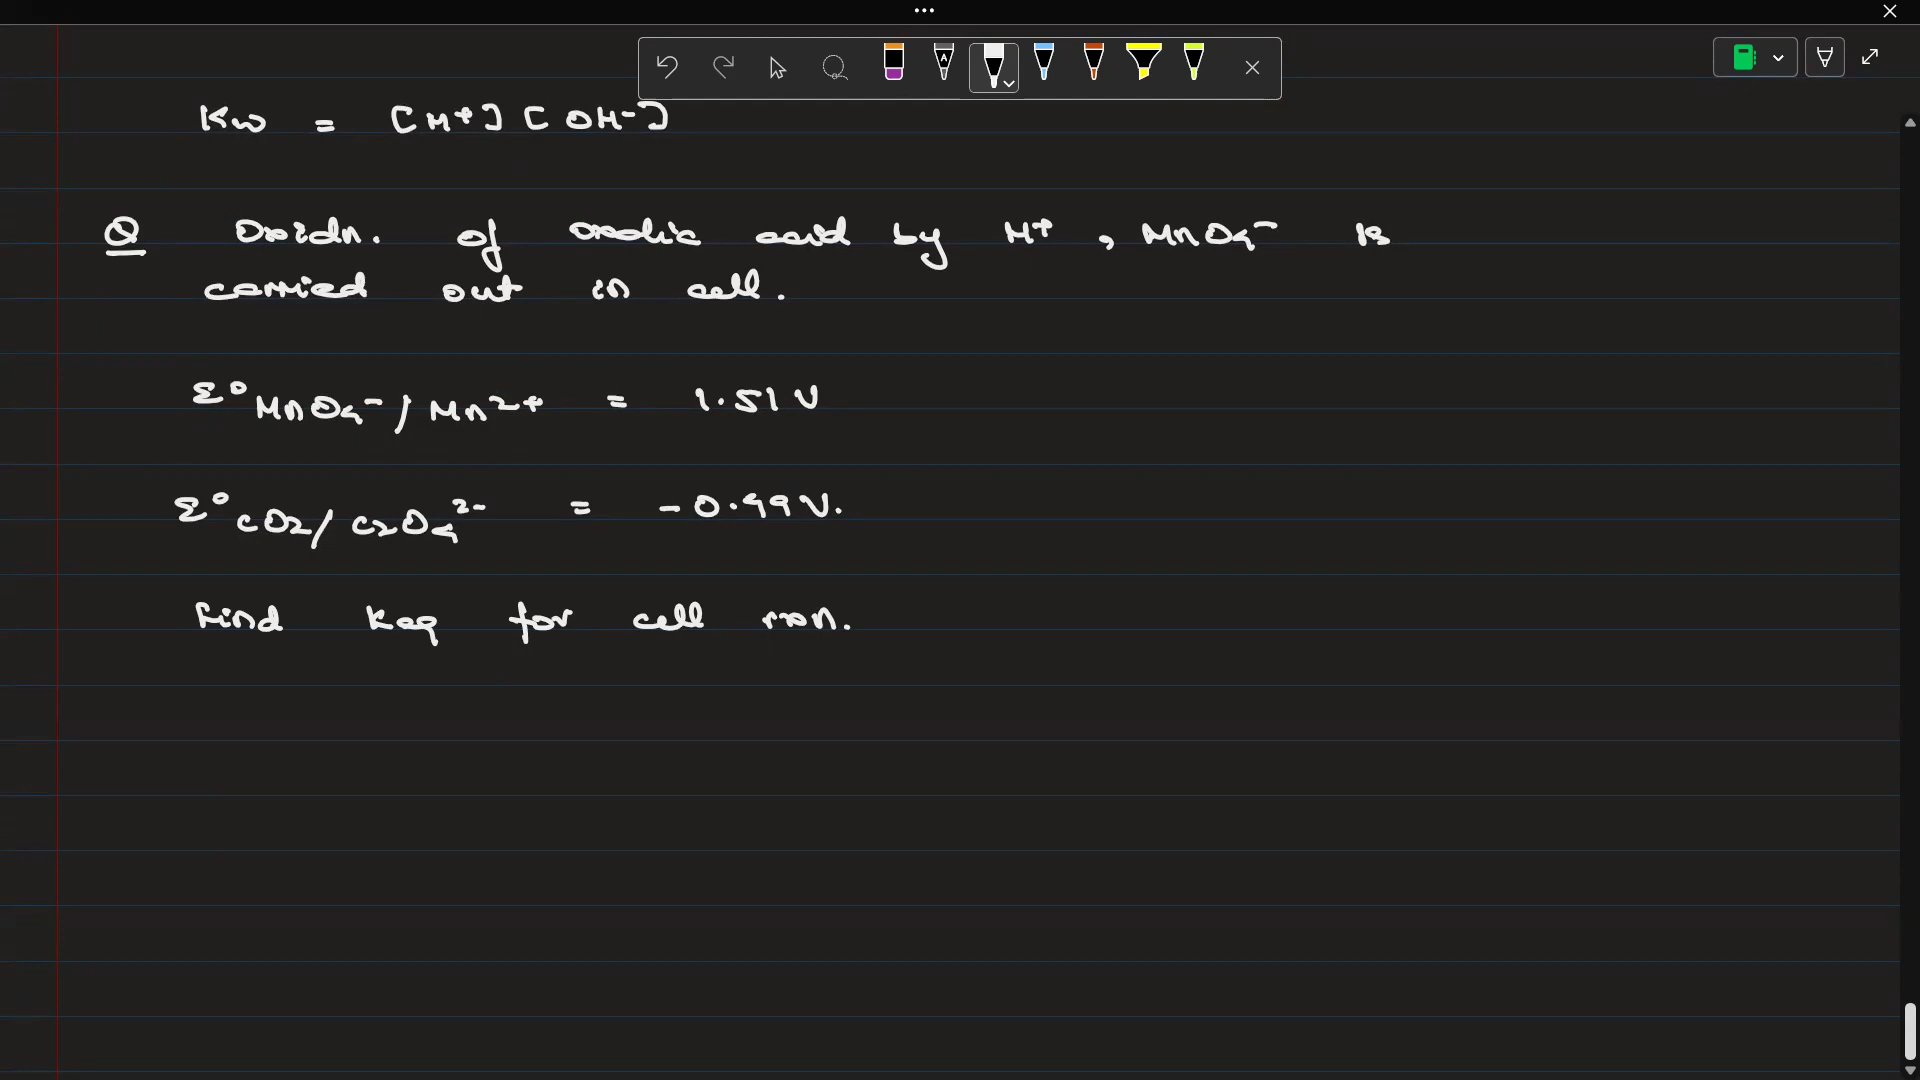 Kw = [H+] [OH-]
Q Oxidn. of oxalic acid by H+, MnO4- is
carried out in cell.
E° MnO4-/Mn2+ = 1.51 V
E° CO2/C2O4 2- = -0.49 V.
Find Keq for cell rxn.